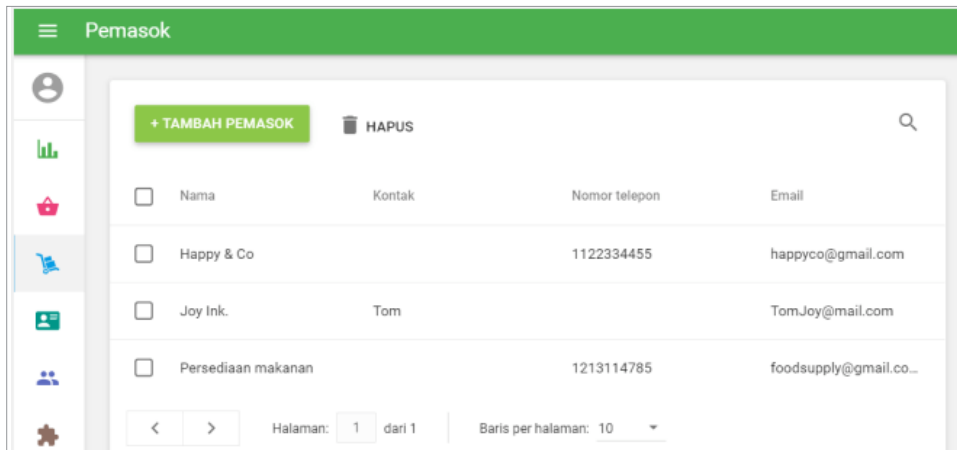 Pemasok
+ TAMBAH PEMASOK HAPUS
Nama Kontak Nomor telepon Email
Happy & Co 1122334455 happyco@gmail.com
Joy Ink. Tom TomJoy@mail.com
Persediaan makanan 1213114785 foodsupply@gmail.co...
Halaman: 1 dari 1 Baris per halaman: 10